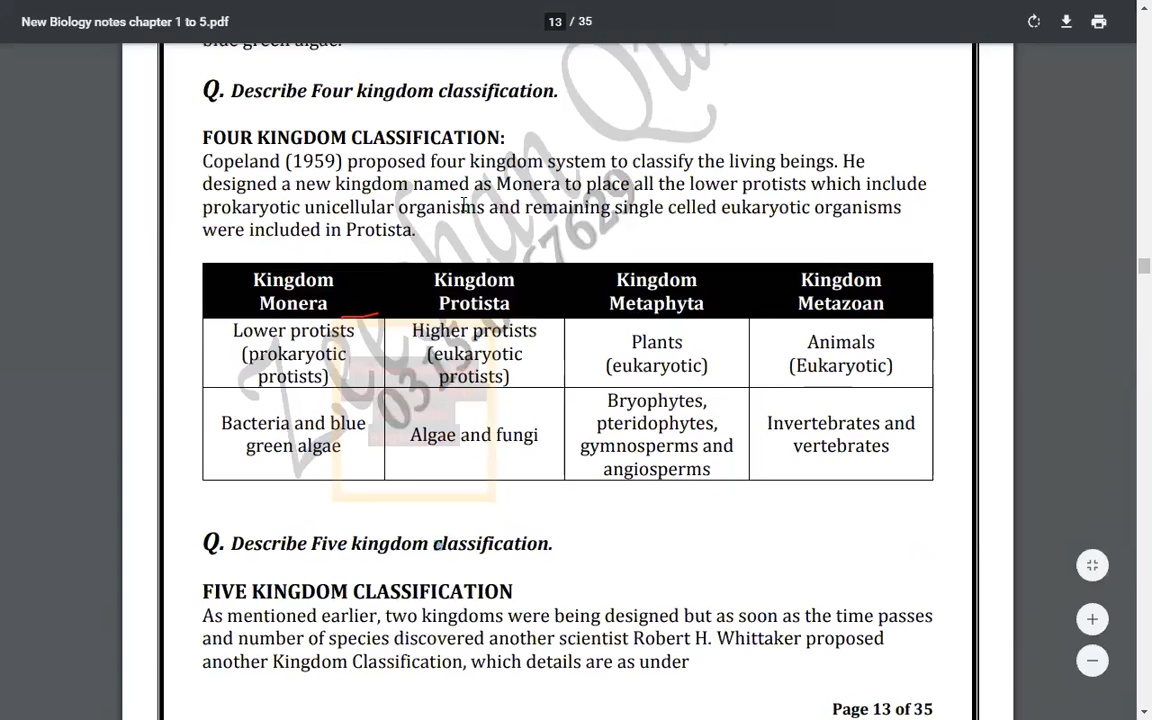 New Biology notes chapter 1 to 5.pdf
13 / 35
blue green algae.
Q. Describe Four kingdom classification.
FOUR KINGDOM CLASSIFICATION:
Copeland (1959) proposed four kingdom system to classify the living beings. He
designed a new kingdom named as Monera to place all the lower protists which include
prokaryotic unicellular organisms and remaining single celled eukaryotic organisms
were included in Protista.
Kingdom
Monera
Kingdom
Protista
Kingdom
Metaphyta
Kingdom
Metazoan
Lower protists
(prokaryotic
protists)
Higher protists
(eukaryotic
protists)
Plants
(eukaryotic)
Animals
(Eukaryotic)
Bacteria and blue
green algae
Algae and fungi
Bryophytes,
pteridophytes,
gymnosperms and
angiosperms
Invertebrates and
vertebrates
Q. Describe Five kingdom classification.
FIVE KINGDOM CLASSIFICATION
As mentioned earlier, two kingdoms were being designed but as soon as the time passes
and number of species discovered another scientist Robert H. Whittaker proposed
another Kingdom Classification, which details are as under
Page 13 of 35